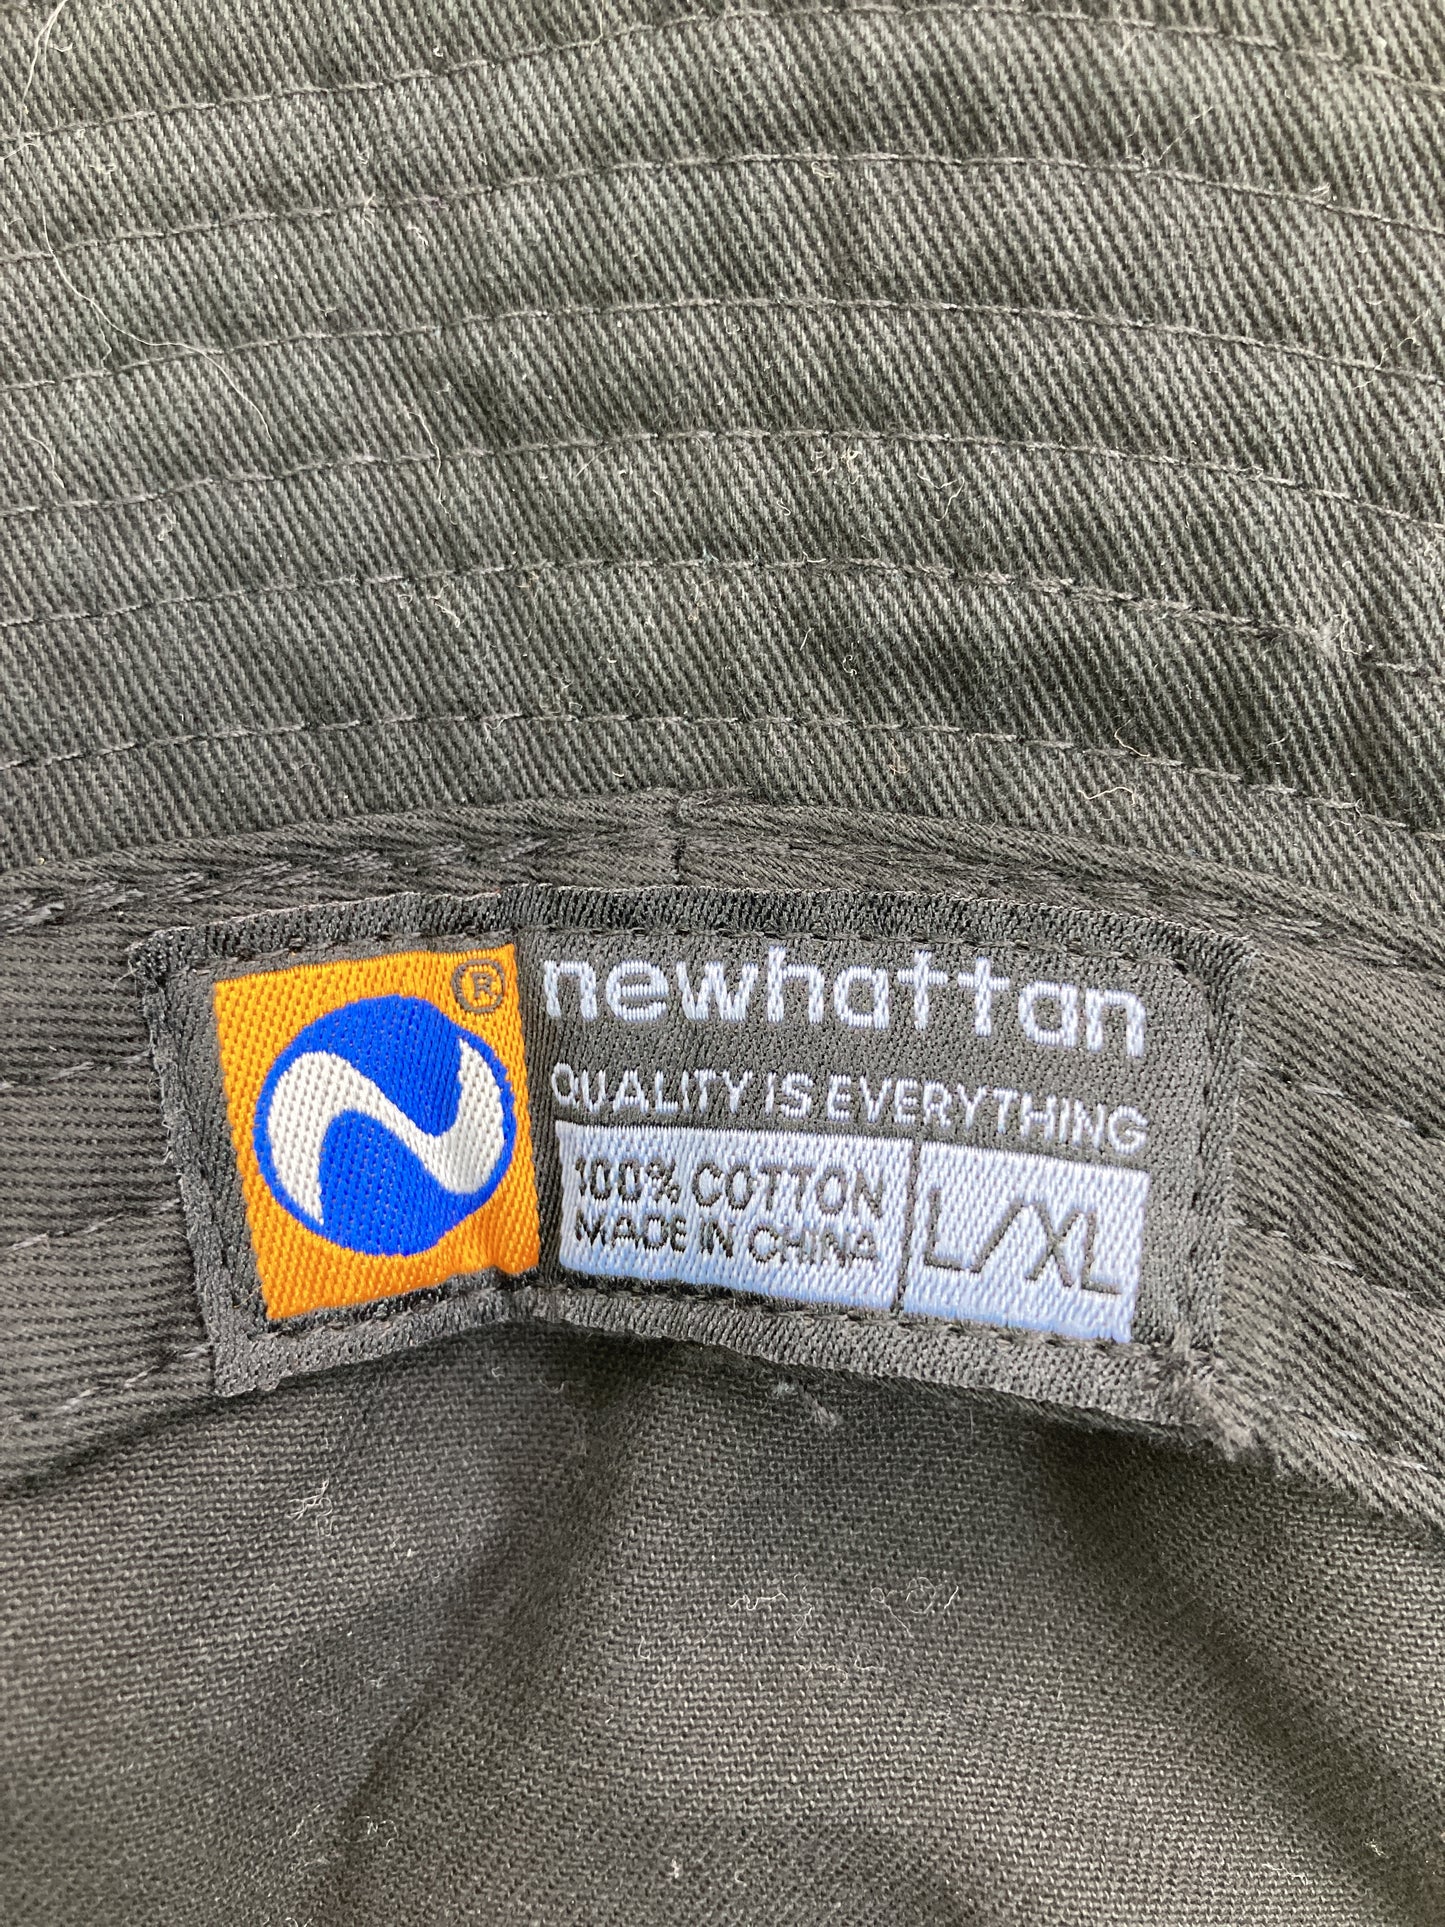 ®
newhattan
QUALITY IS EVERYTHING
100% COTTON
MADE IN CHINA
L/XL